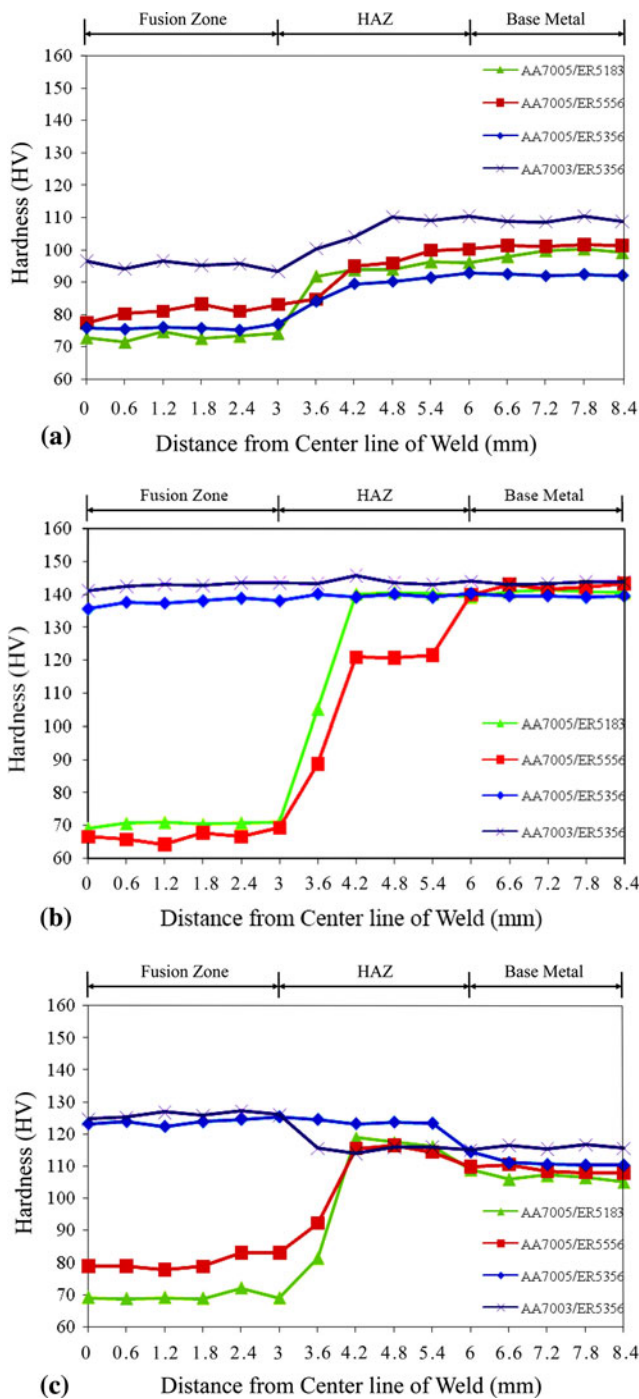 Fusion Zone HAZ Base Metal
160
150
140
130
120
110
100
90
80
70
60
Hardness (HV)
AA7005/ER5183
AA7005/ER5556
AA7005/ER5356
AA7003/ER5356
0 0.6 1.2 1.8 2.4 3 3.6 4.2 4.8 5.4 6 6.6 7.2 7.8 8.4
(a) Distance from Center line of Weld (mm)
Fusion Zone HAZ Base Metal
160
150
140
130
120
110
100
90
80
70
60
Hardness (HV)
AA7005/ER5183
AA7005/ER5556
AA7005/ER5356
AA7003/ER5356
0 0.6 1.2 1.8 2.4 3 3.6 4.2 4.8 5.4 6 6.6 7.2 7.8 8.4
(b) Distance from Center line of Weld (mm)
Fusion Zone HAZ Base Metal
160
150
140
130
120
110
100
90
80
70
60
Hardness (HV)
AA7005/ER5183
AA7005/ER5556
AA7005/ER5356
AA7003/ER5356
0 0.6 1.2 1.8 2.4 3 3.6 4.2 4.8 5.4 6 6.6 7.2 7.8 8.4
(c) Distance from Center line of Weld (mm)